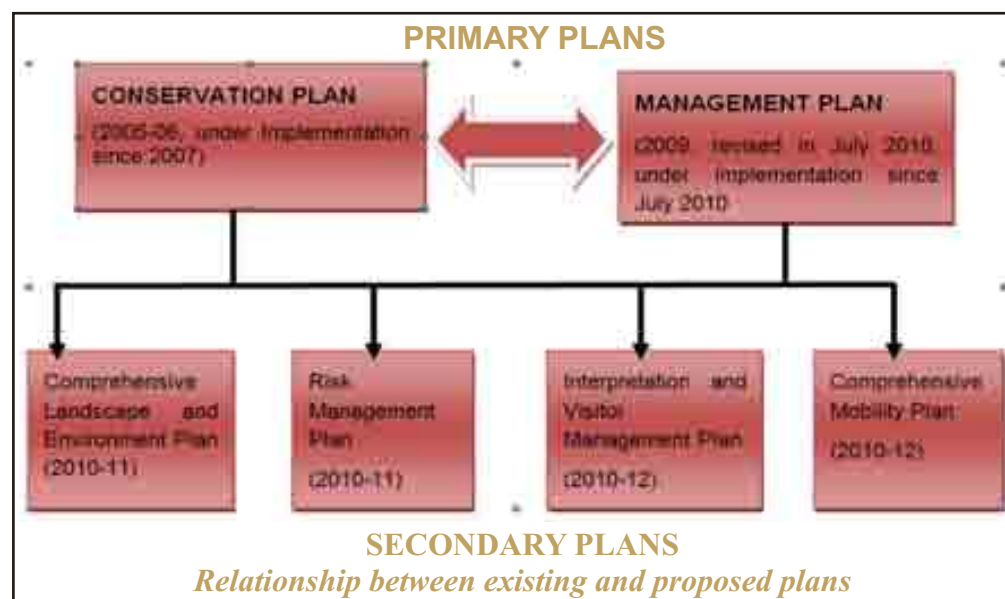 PRIMARY PLANS
CONSERVATION PLAN
(2005-06, under Implementation
since 2007)
MANAGEMENT PLAN
(2009, revised in July 2010,
under implementation since
July 2010
Comprehensive
Landscape and
Environment Plan
(2010-11)
Risk
Management
Plan
(2010-11)
Interpretation and
Visitor
Management Plan
(2010-12)
Comprehensive
Mobility Plan
(2010-12)
SECONDARY PLANS
Relationship between existing and proposed plans